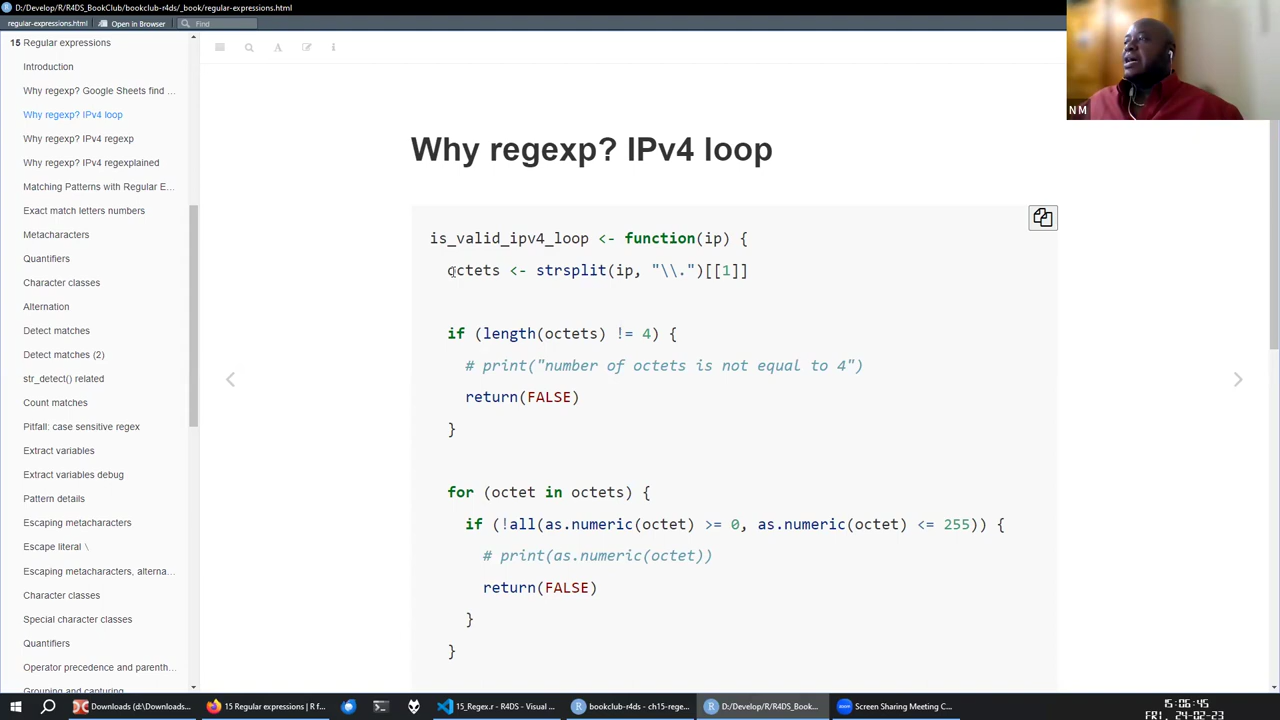 D:/Develop/R/R4DS_BookClub/bookclub-r4ds/_book/regular-expressions.html
regular-expressions.html
Open in Browser
Find
15 Regular expressions
Introduction
Why regexp? Google Sheets find ...
Why regexp? IPv4 loop
Why regexp? IPv4 regexp
Why regexp? IPv4 regexplained
Matching Patterns with Regular E...
Exact match letters numbers
Metacharacters
Quantifiers
Character classes
Alternation
Detect matches
Detect matches (2)
str_detect() related
Count matches
Pitfall: case sensitive regex
Extract variables
Extract variables debug
Pattern details
Escaping metacharacters
Escape literal \
Escaping metacharacters, alterna...
Character classes
Special character classes
Quantifiers
Operator precedence and parenth...
Grouping and capturing
Why regexp? IPv4 loop
is_valid_ipv4_loop <- function(ip) {
octets <- strsplit(ip, "\\.")[[1]]
if (length(octets) != 4) {
# print("number of octets is not equal to 4")
return(FALSE)
}
for (octet in octets) {
if (!all(as.numeric(octet) >= 0, as.numeric(octet) <= 255)) {
# print(as.numeric(octet))
return(FALSE)
}
}
NM
Downloads (d:\Downloads...
Regular expressions | R f...
15_Regex.r - R4DS - Visual ...
bookclub-r4ds - ch15-rege...
D:/Develop/R/R4DS_Book...
Screen Sharing Meeting C...
15:06:45
FRI, 24-02-23